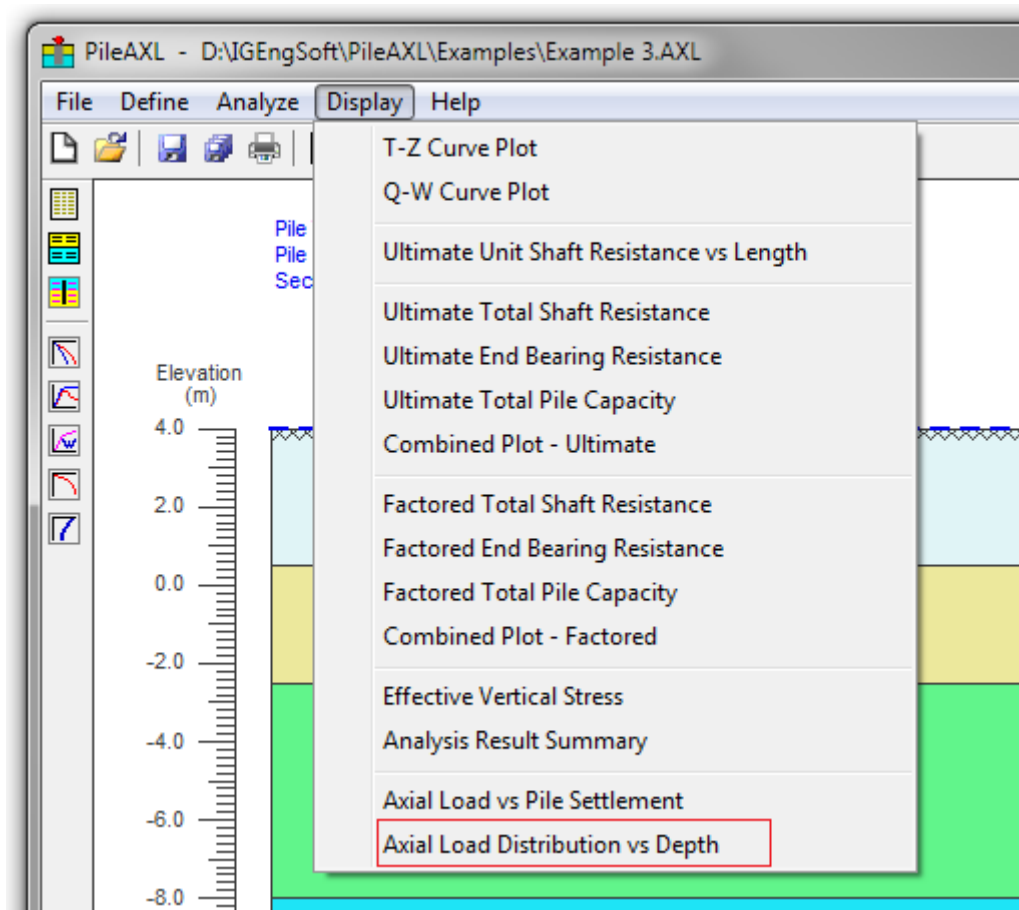 PileAXL - D:\IGEngSoft\PileAXL\Examples\Example 3.AXL
File Define Analyze Display Help
T-Z Curve Plot
Q-W Curve Plot
Pile
Pile
Sec
Ultimate Unit Shaft Resistance vs Length
Ultimate Total Shaft Resistance
Ultimate End Bearing Resistance
Ultimate Total Pile Capacity
Combined Plot - Ultimate
Factored Total Shaft Resistance
Factored End Bearing Resistance
Factored Total Pile Capacity
Combined Plot - Factored
Effective Vertical Stress
Analysis Result Summary
Axial Load vs Pile Settlement
Axial Load Distribution vs Depth
Elevation
(m)
4.0
2.0
0.0
-2.0
-4.0
-6.0
-8.0